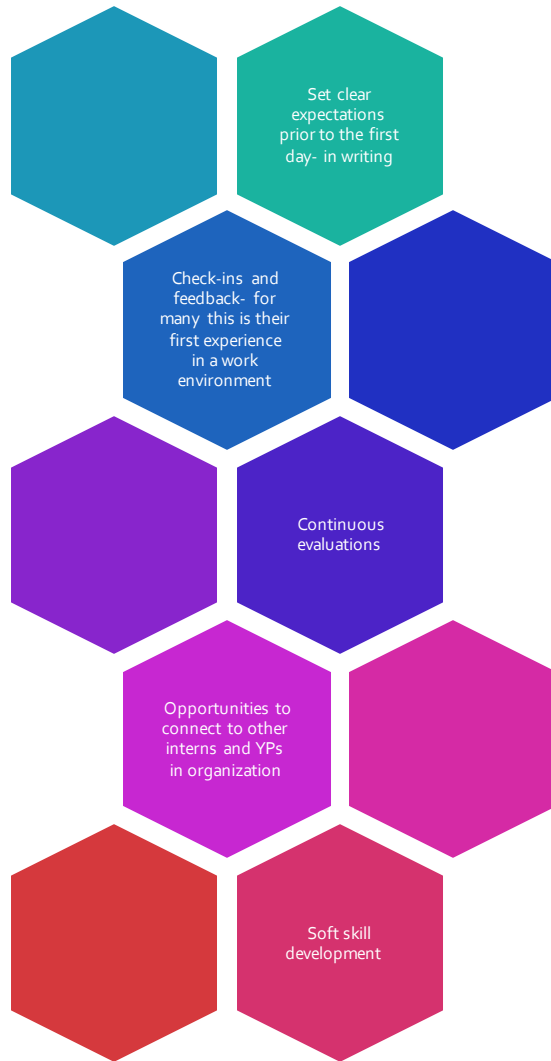 Set clear
expectations
prior to the first
day- in writing
Check-ins and
feedback- for
many this is their
first experience
in a work
environment
Continuous
evaluations
Opportunities to
connect to other
interns and YPs
in organization
Soft skill
development